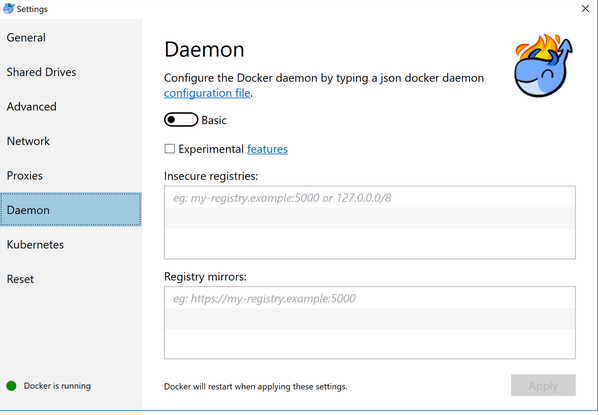 Settings
General
Shared Drives
Advanced
Network
Proxies
Daemon
Kubernetes
Reset
Docker is running
Daemon
Configure the Docker daemon by typing a json docker daemon
configuration file.
Basic
Experimental features
Insecure registries:
eg: my-registry.example:5000 or 127.0.0.0/8
Registry mirrors:
eg: https://my-registry.example:5000
Docker will restart when applying these settings.
Apply